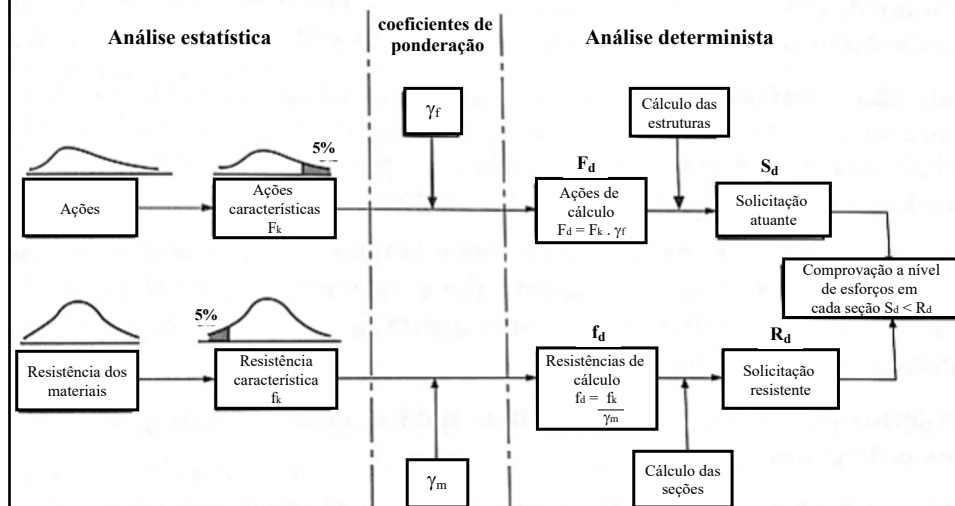 Análise estatística
coeficientes de
ponderação
Análise determinista
γf
Cálculo das
estruturas
5%
Fd
Sd
Ações
Ações
características
Fk
Ações de
cálculo
Fd = Fk . γf
Solicitação
atuante
Comprovação a nível
de esforços em
cada seção Sd < Rd
5%
fd
Rd
Resistência dos
materiais
Resistência
característica
fk
Resistências de
cálculo
fd = fk
γm
Solicitação
resistente
γm
Cálculo das
seções